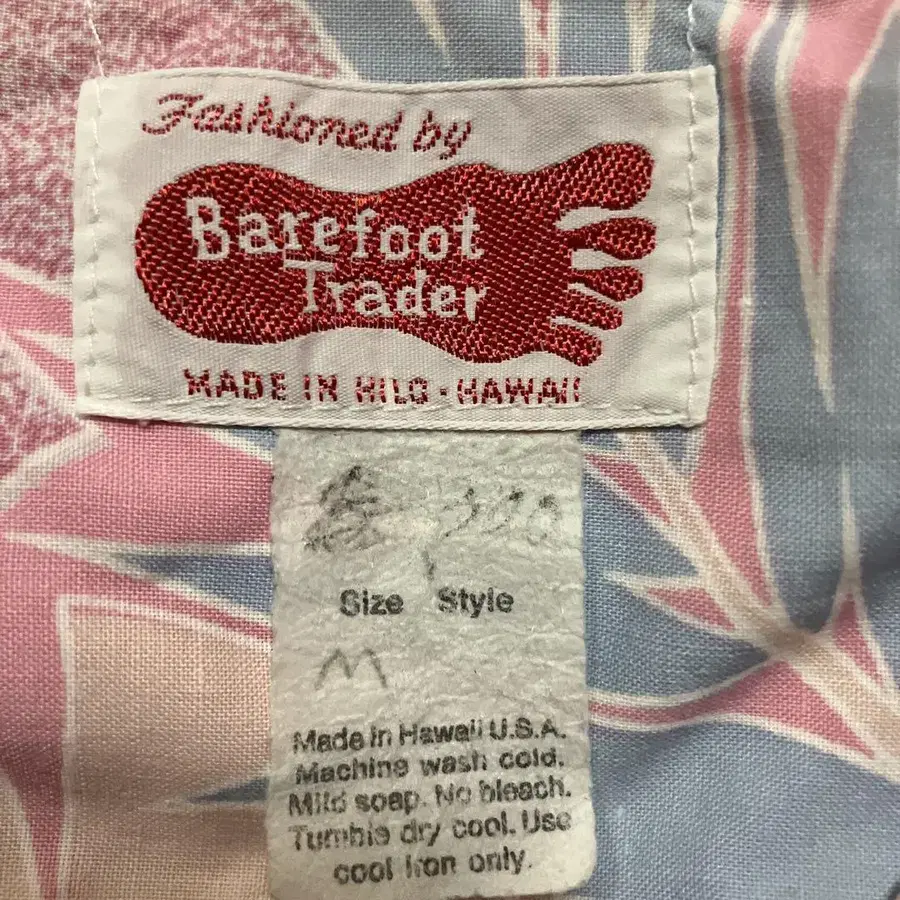 Fashioned by
Barefoot
Trader
MADE IN HILO · HAWAII
Size Style
M
Made in Hawaii U.S.A.
Machine wash cold.
Mild soap. No bleach.
Tumble dry cool. Use
cool iron only.